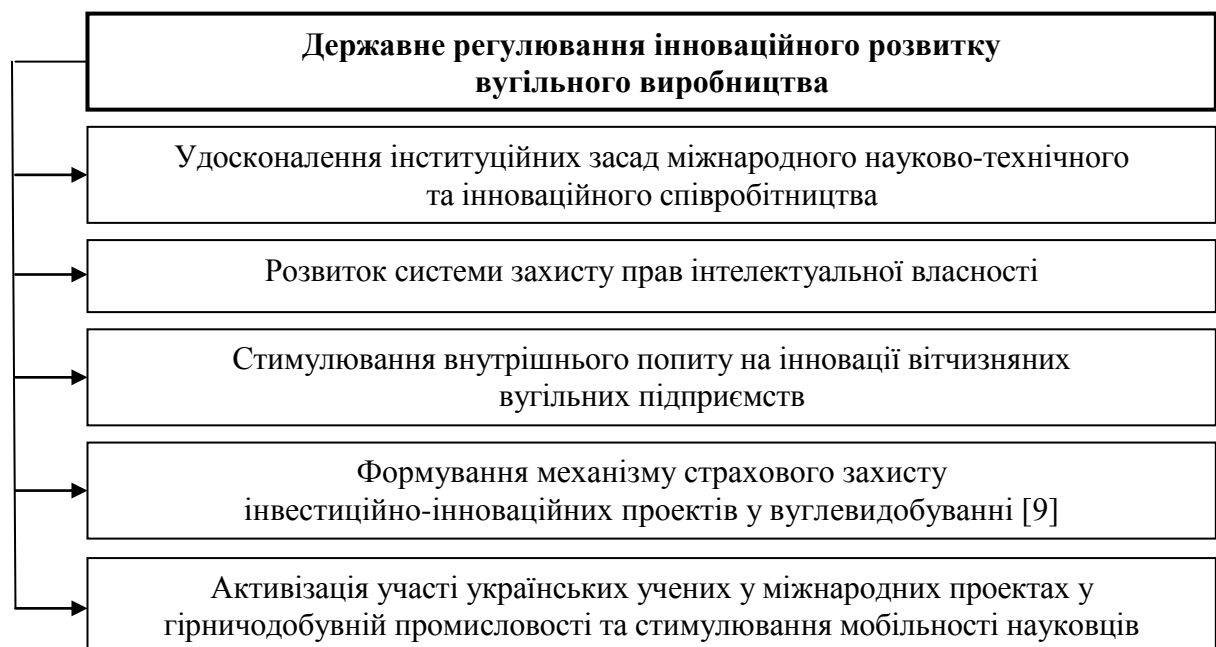 Державне регулювання інноваційного розвитку
вугільного виробництва
Удосконалення інституційних засад міжнародного науково-технічного
та інноваційного співробітництва
Розвиток системи захисту прав інтелектуальної власності
Стимулювання внутрішнього попиту на інновації вітчизняних
вугільних підприємств
Формування механізму страхового захисту
інвестиційно-інноваційних проектів у вуглевидобуванні [9]
Активізація участі українських учених у міжнародних проектах у
гірничодобувній промисловості та стимулювання мобільності науковців